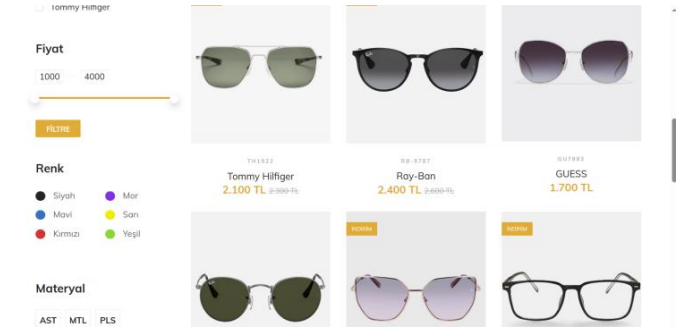 Tommy Hilfiger
Fiyat
1000
4000
FİLTRE
Renk
Siyah
Mor
Mavi
Sarı
Kırmızı
Yeşil
Materyal
AST MTL PLS
TH1922
Tommy Hilfiger
2.100 TL 2.300 TL
RB-9787
Ray-Ban
2.400 TL 2.600 TL
GU7893
GUESS
1.700 TL
İNDİRİM
İNDİRİM